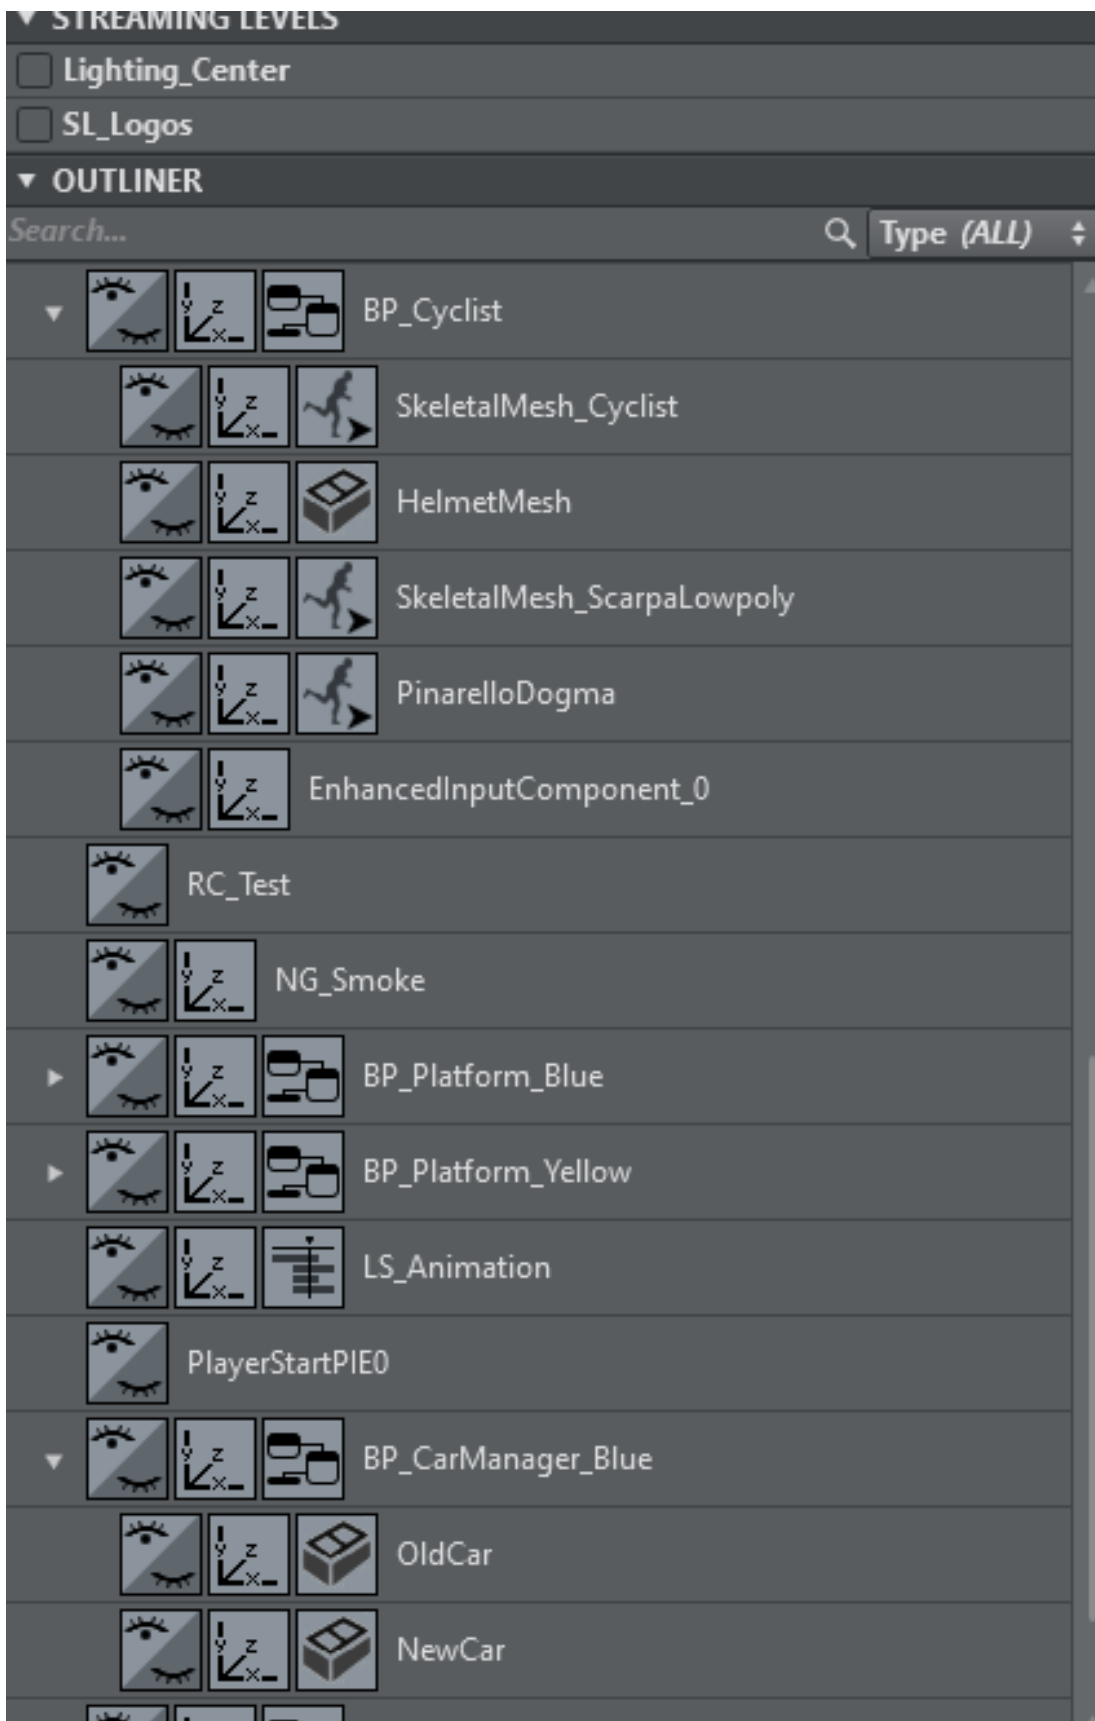 STREAMING LEVELS
Lighting_Center
SL_Logos
OUTLINER
Search...
Type (ALL)
BP_Cyclist
SkeletalMesh_Cyclist
HelmetMesh
SkeletalMesh_ScarpaLowpoly
PinarelloDogma
EnhancedInputComponent_0
RC_Test
NG_Smoke
BP_Platform_Blue
BP_Platform_Yellow
LS_Animation
PlayerStartPIE0
BP_CarManager_Blue
OldCar
NewCar